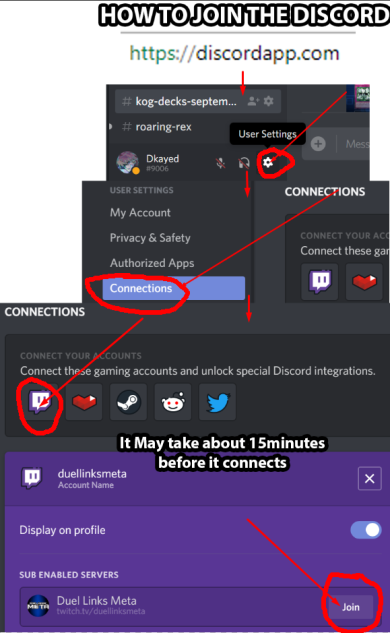 HOW TO JOIN THE DISCORD
https://discordapp.com
# kog-decks-septem...
# roaring-rex
User Settings
Dkayed
#9006
Mess
USER SETTINGS
My Account
Privacy & Safety
Authorized Apps
Connections
CONNECTIONS
CONNECT YOUR ACC
Connect these gar
CONNECTIONS
CONNECT YOUR ACCOUNTS
Connect these gaming accounts and unlock special Discord integrations.
It May take about 15minutes
before it connects
duellinksmeta
Account Name
Display on profile
SUB ENABLED SERVERS
META
Duel Links Meta
twitch.tv/duellinksmeta
Join